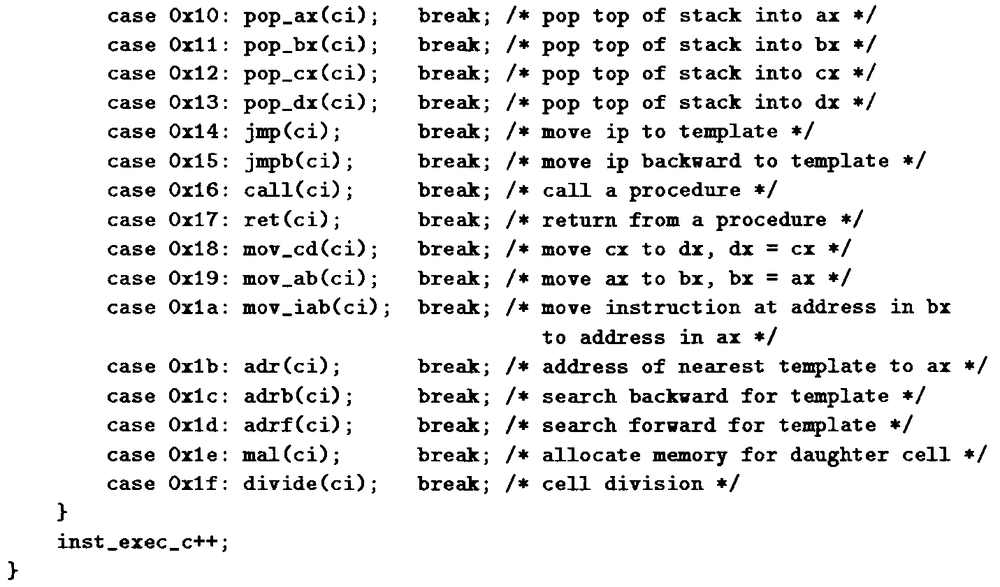 case 0x10: pop_ax(ci);   break; /* pop top of stack into ax */
case 0x11: pop_bx(ci);   break; /* pop top of stack into bx */
case 0x12: pop_cx(ci);   break; /* pop top of stack into cx */
case 0x13: pop_dx(ci);   break; /* pop top of stack into dx */
case 0x14: jmp(ci);      break; /* move ip to template */
case 0x15: jmpb(ci);     break; /* move ip backward to template */
case 0x16: call(ci);     break; /* call a procedure */
case 0x17: ret(ci);      break; /* return from a procedure */
case 0x18: mov_cd(ci);   break; /* move cx to dx, dx = cx */
case 0x19: mov_ab(ci);   break; /* move ax to bx, bx = ax */
case 0x1a: mov_iab(ci);  break; /* move instruction at address in bx
to address in ax */
case 0x1b: adr(ci);      break; /* address of nearest template to ax */
case 0x1c: adrb(ci);     break; /* search backward for template */
case 0x1d: adrf(ci);     break; /* search forward for template */
case 0x1e: mal(ci);      break; /* allocate memory for daughter cell */
case 0x1f: divide(ci);   break; /* cell division */
}
inst_exec_c++;
}